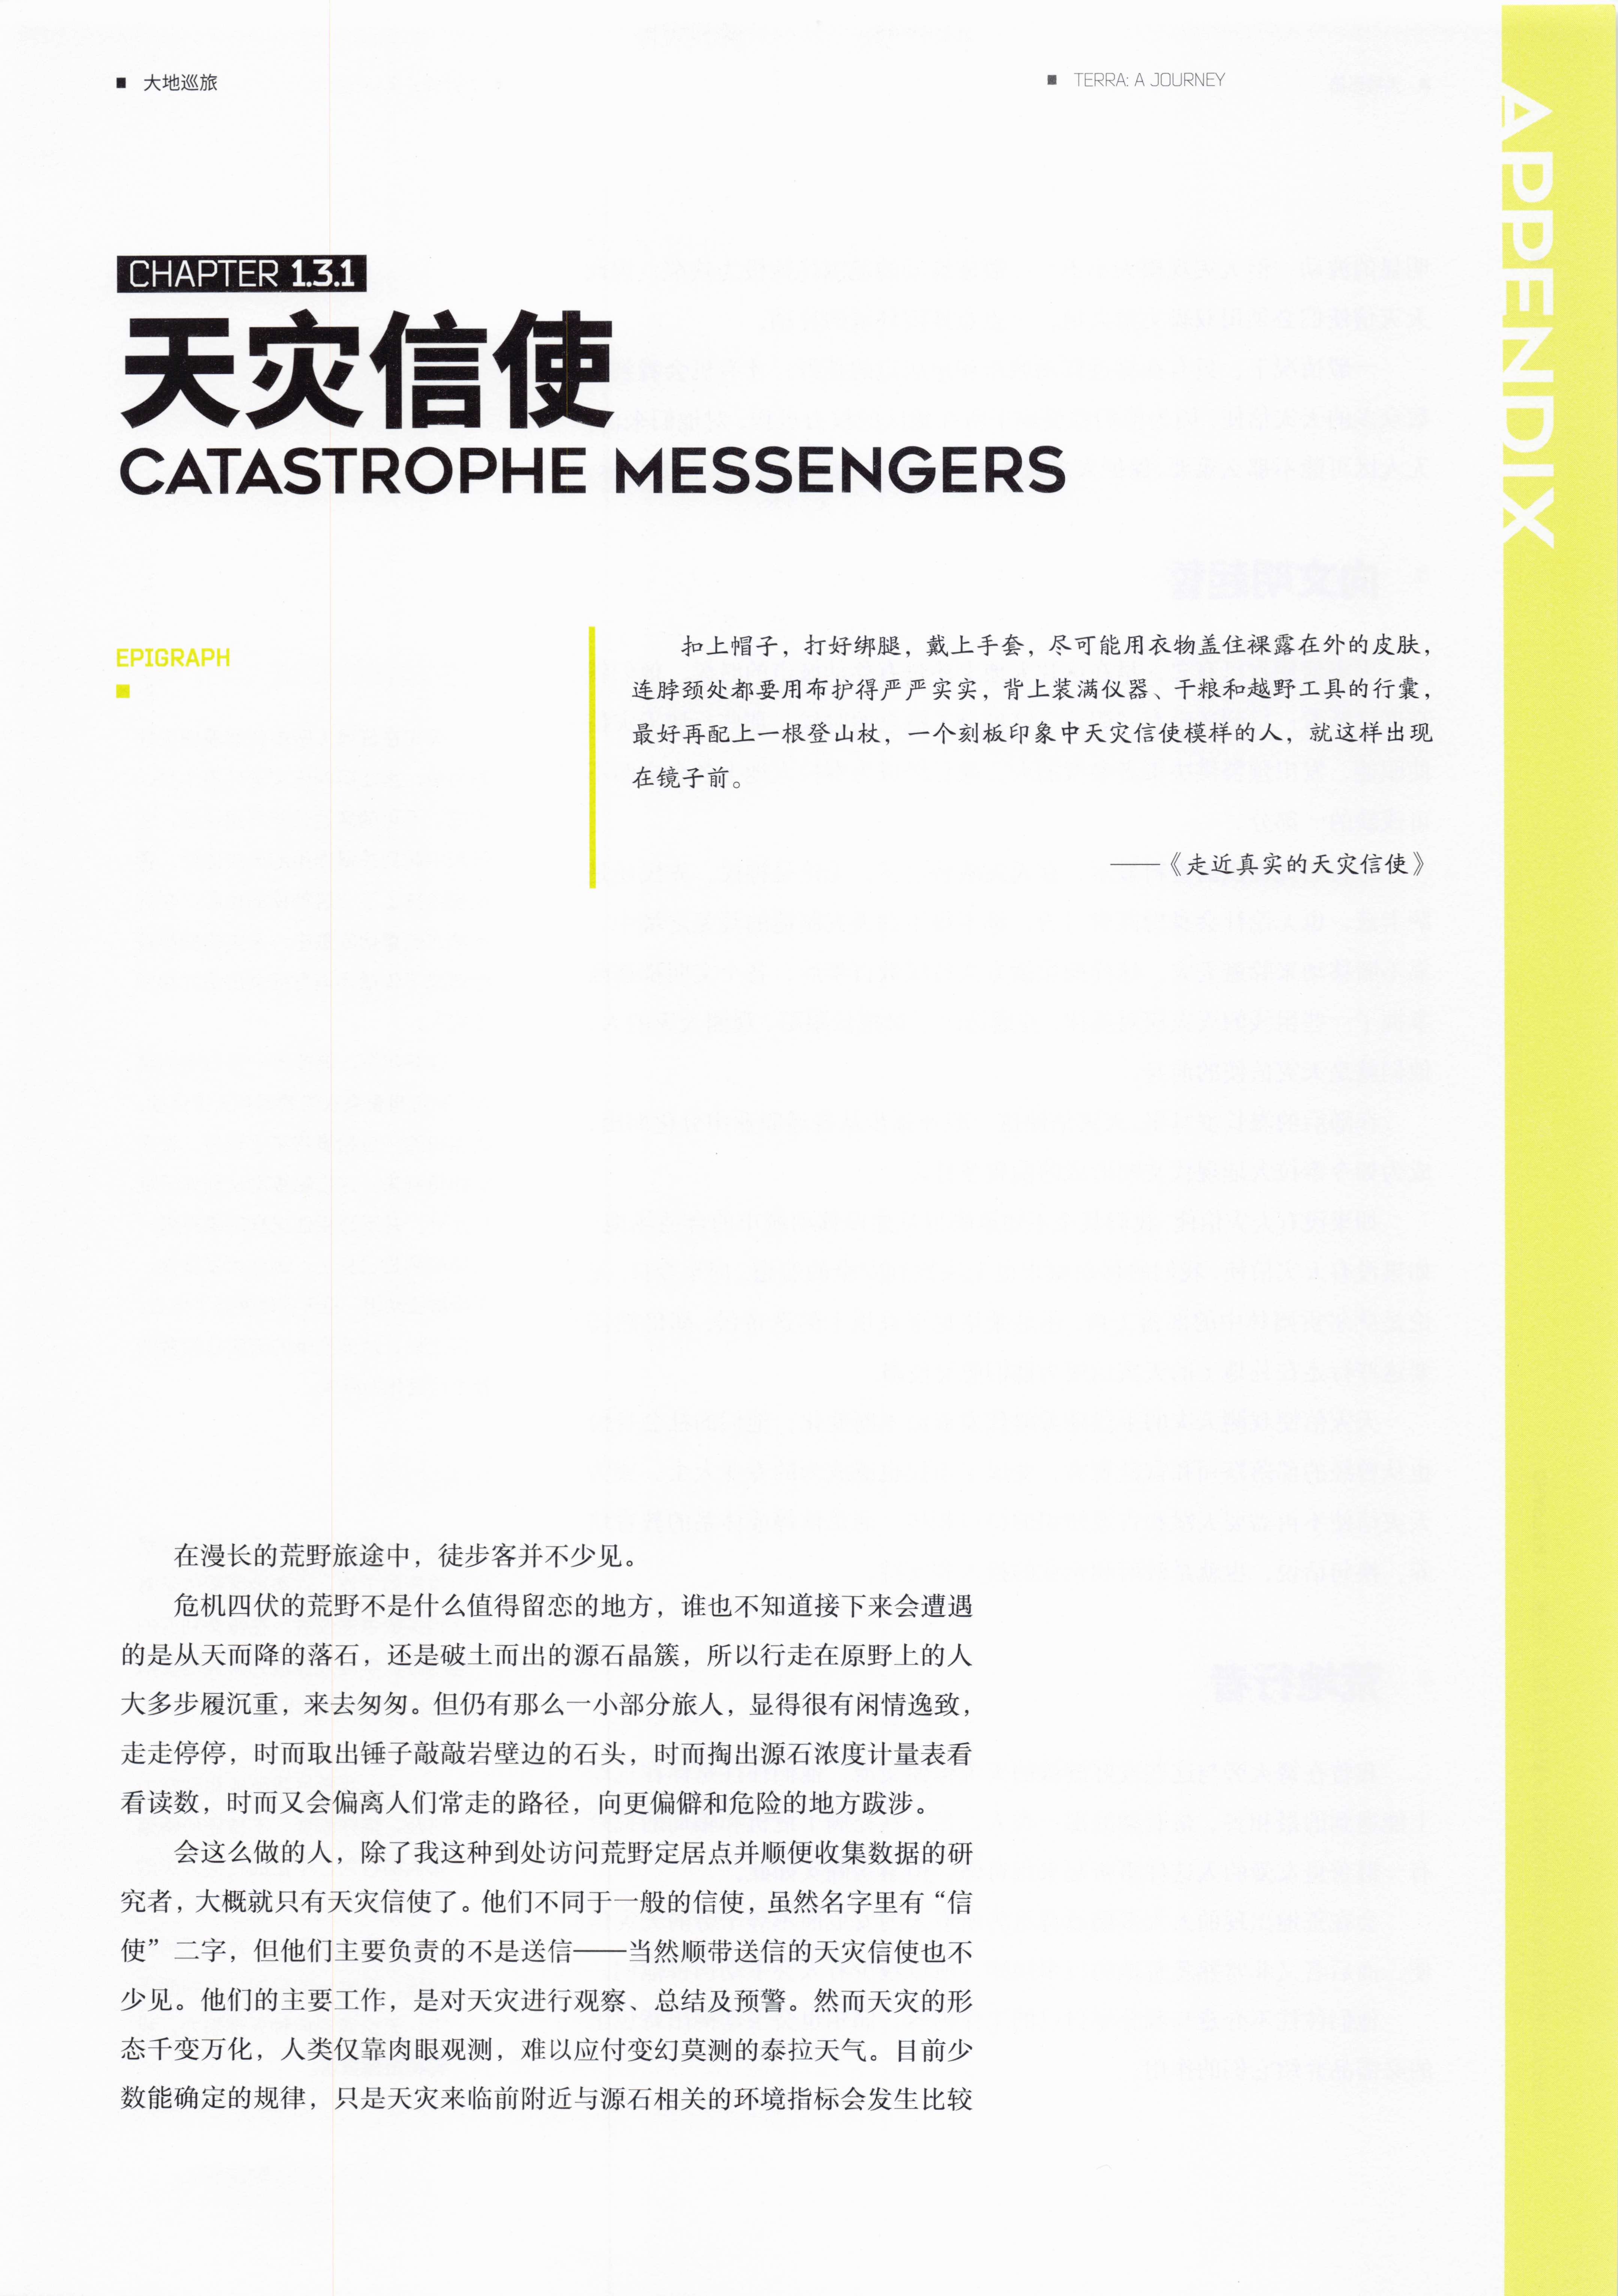 大地巡旅
TERRA: A JOURNEY
APPENDIX
CHAPTER 1.3.1
天灾信使
CATASTROPHE MESSENGERS
EPIGRAPH
扣上帽子，打好绑腿，戴上手套，尽可能用衣物盖住裸露在外的皮肤，
连脖颈处都要用布护得严严实实，背上装满仪器、干粮和越野工具的行囊，
最好再配上一根登山杖，一个刻板印象中天灾信使模样的人，就这样出现
在镜子前。
——《走近真实的天灾信使》
在漫长的荒野旅途中，徒步客并不少见。
危机四伏的荒野不是什么值得留恋的地方，谁也不知道接下来会遭遇
的是从天而降的落石，还是破土而出的源石晶簇，所以行走在原野上的人
大多步履沉重，来去匆匆。但仍有那么一小部分旅人，显得很有闲情逸致，
走走停停，时而取出锤子敲敲岩壁边的石头，时而掏出源石浓度计量表看
看读数，时而又会偏离人们常走的路径，向更偏僻和危险的地方跋涉。
会这么做的人，除了我这种到处访问荒野定居点并顺便收集数据的研
究者，大概就只有天灾信使了。他们不同于一般的信使，虽然名字里有“信
使”二字，但他们主要负责的不是送信——当然顺带送信的天灾信使也不
少见。他们的主要工作，是对天灾进行观察、总结及预警。然而天灾的形
态千变万化，人类仅靠肉眼观测，难以应付变幻莫测的泰拉天气。目前少
数能确定的规律，只是天灾来临前附近与源石相关的环境指标会发生比较